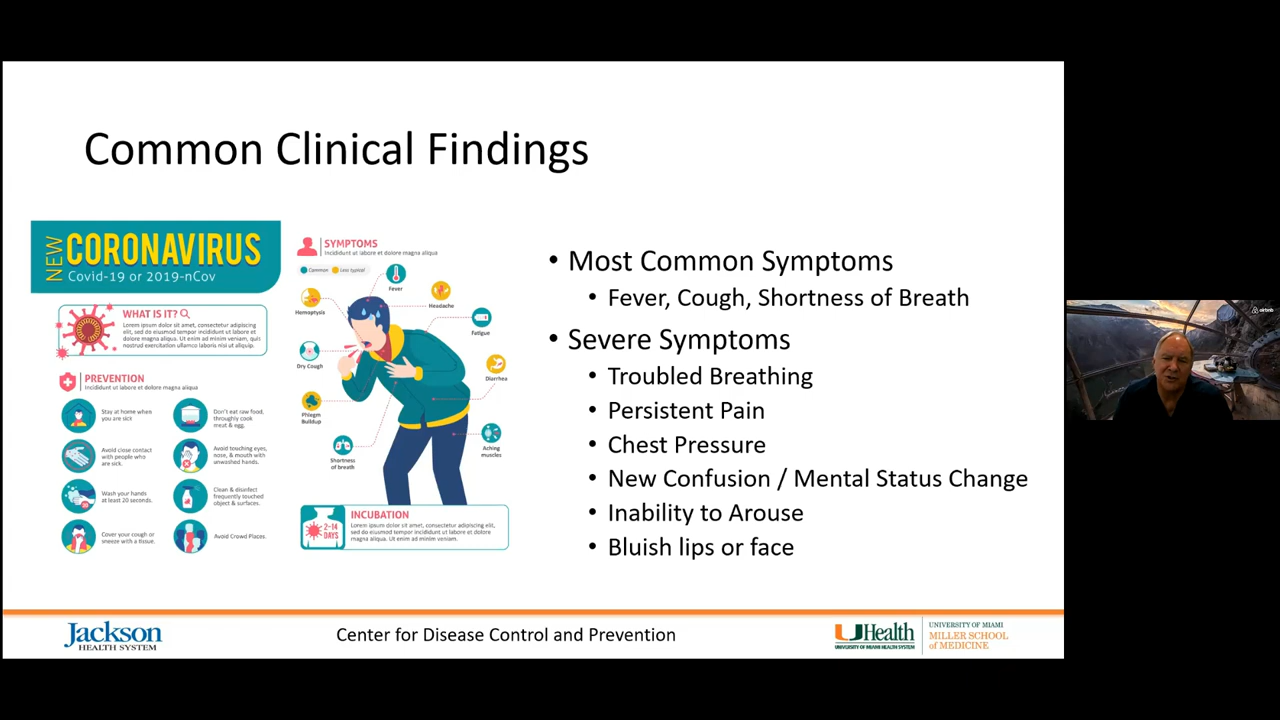 Common Clinical Findings
NEW
CORONAVIRUS
Covid-19 or 2019-nCov
WHAT IS IT?
Lorem ipsum dolor sit amet, consectetur adipiscing
elit, sed do eiusmod tempor incididunt ut labore et
dolore magna aliqua. Ut enim ad minim veniam, quis
nostrud exercitation ullamco laboris nisi ut aliquip.
PREVENTION
Incididunt ut labore et dolore magna aliqua
Stay at home when
you are sick
Don't eat raw food,
throughly cook
meat & egg.
Avoid close contact
with people who
are sick.
Avoid touching eyes,
nose, & mouth with
unwashed hands.
Wash your hands
at least 20 seconds.
Clean & disinfect
frequently touched
object & surfaces.
Cover your cough or
sneeze with a tissue.
Avoid Crowd Places.
SYMPTOMS
Incididunt ut labore et dolore magna aliqua
Common
Less typical
Fever
Headache
Hemoptysis
Fatigue
Dry Cough
Diarrhea
Phlegm
Buildup
Aching
muscles
Shortness
of breath
2-14
DAYS
INCUBATION
Lorem ipsum dolor sit amet, consectetur adipiscing elit,
sed do eiusmod tempor incididunt ut labore et dolore
magna aliqua. Ut enim ad minim veniam.
• Most Common Symptoms
• Fever, Cough, Shortness of Breath
• Severe Symptoms
• Troubled Breathing
• Persistent Pain
• Chest Pressure
• New Confusion / Mental Status Change
• Inability to Arouse
• Bluish lips or face
Jackson
HEALTH SYSTEM
Center for Disease Control and Prevention
UHealth
UNIVERSITY OF MIAMI HEALTH SYSTEM
UNIVERSITY OF MIAMI
MILLER SCHOOL
of MEDICINE
airbnb